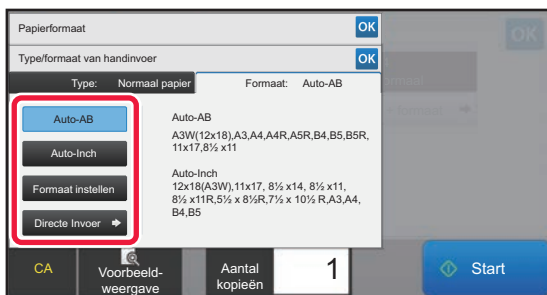 Papierformaat
OK
Type/formaat van handinvoer
OK
Type: Normaal papier
Formaat: Auto-AB
Auto-AB
Auto-Inch
Formaat instellen
Directe Invoer
Auto-AB
A3W(12x18),A3,A4,A4R,A5R,B4,B5,B5R,
11x17,8½ x11
Auto-Inch
12x18(A3W),11x17, 8½ x14, 8½ x11,
8½ x11R,5½ x 8½R,7½ x 10½ R,A3,A4,
B4,B5
OK
CA
Voorbeeld-
weergave
Aantal
kopieën
1
Start